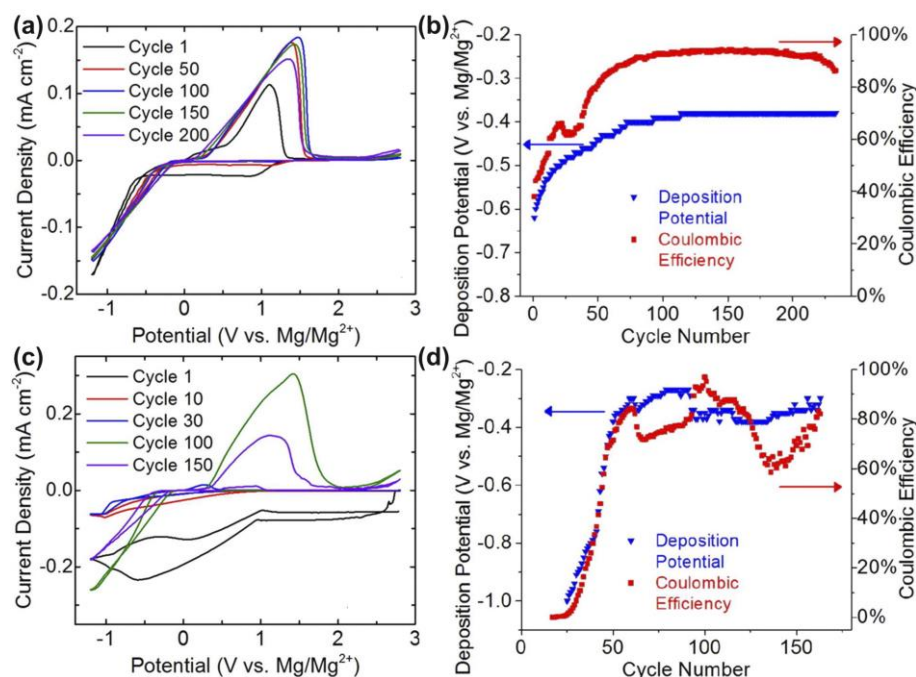 (a)
0.2
0.1
0.0
-0.1
-0.2
Current Density (mA cm-2)
Cycle 1
Cycle 50
Cycle 100
Cycle 150
Cycle 200
-1 0 1 2 3
Potential (V vs. Mg/Mg2+)
(b)
-0.2
-0.3
-0.4
-0.5
-0.6
-0.7
-0.8
Deposition Potential (V vs. Mg/Mg2+)
Deposition
Potential
Coulombic
Efficiency
100%
80%
60%
40%
20%
0%
Coulombic Efficiency
0 50 100 150 200
Cycle Number
(c)
0.2
0.0
-0.2
Current Density (mA cm-2)
Cycle 1
Cycle 10
Cycle 30
Cycle 100
Cycle 150
-1 0 1 2 3
Potential (V vs. Mg/Mg2+)
(d)
-0.2
-0.4
-0.6
-0.8
-1.0
Deposition Potential (V vs. Mg/Mg2+)
Deposition
Potential
Coulombic
Efficiency
100%
80%
60%
40%
20%
0%
Coulombic Efficiency
0 50 100 150
Cycle Number